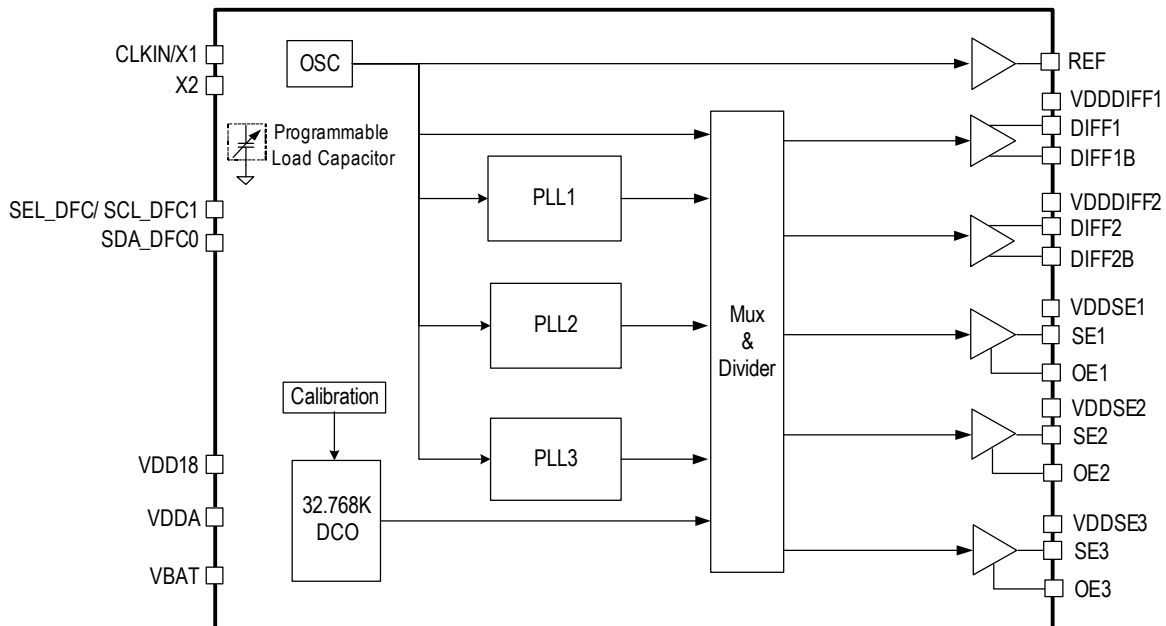 CLKIN/X1
X2
OSC
Programmable
Load Capacitor
SEL_DFC/ SCL_DFC1
SDA_DFC0
PLL1
PLL2
PLL3
Calibration
32.768K
DCO
VDD18
VDDA
VBAT
Mux
&
Divider
REF
VDDDIFF1
DIFF1
DIFF1B
VDDDIFF2
DIFF2
DIFF2B
VDDSE1
SE1
OE1
VDDSE2
SE2
OE2
VDDSE3
SE3
OE3